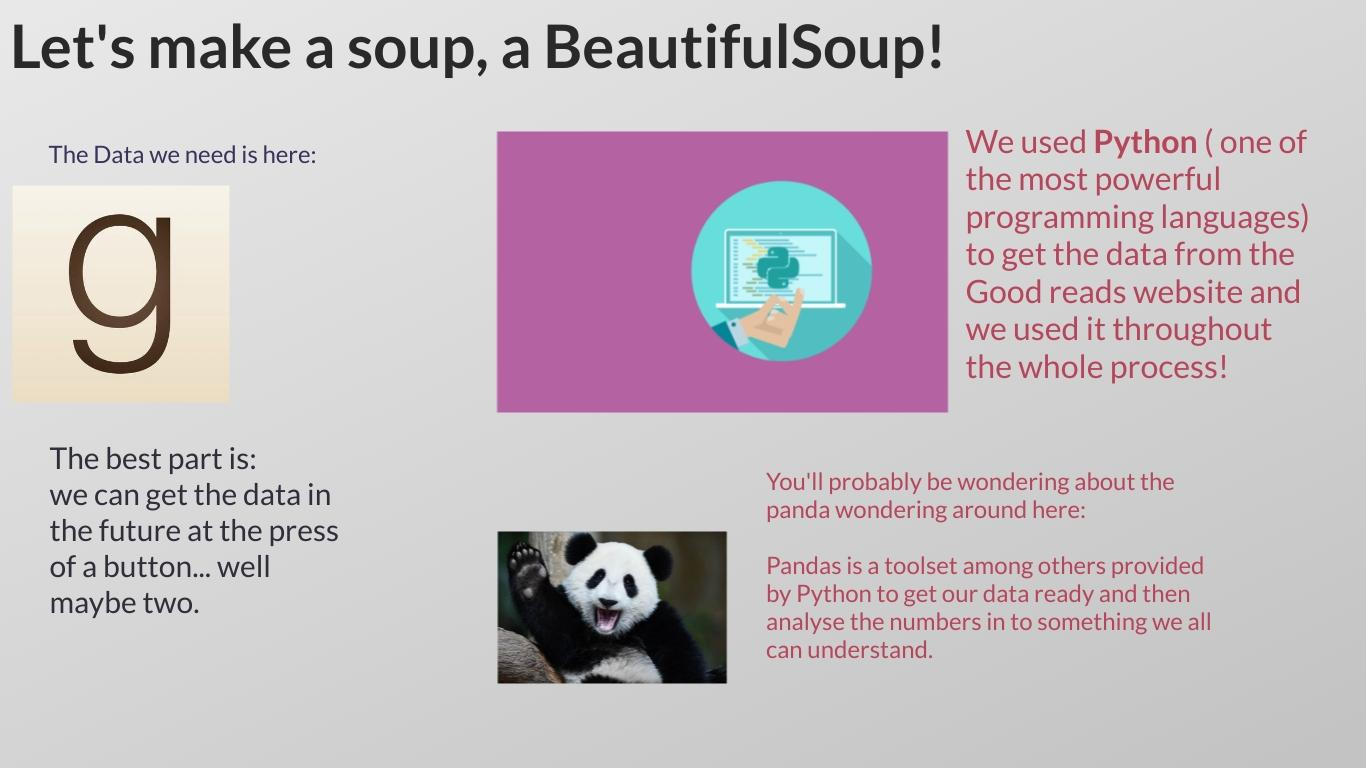 Let's make a soup, a BeautifulSoup!
The Data we need is here:
g
The best part is:
we can get the data in
the future at the press
of a button... well
maybe two.
We used Python ( one of
the most powerful
programming languages)
to get the data from the
Good reads website and
we used it throughout
the whole process!
You'll probably be wondering about the
panda wondering around here:
Pandas is a toolset among others provided
by Python to get our data ready and then
analyse the numbers in to something we all
can understand.